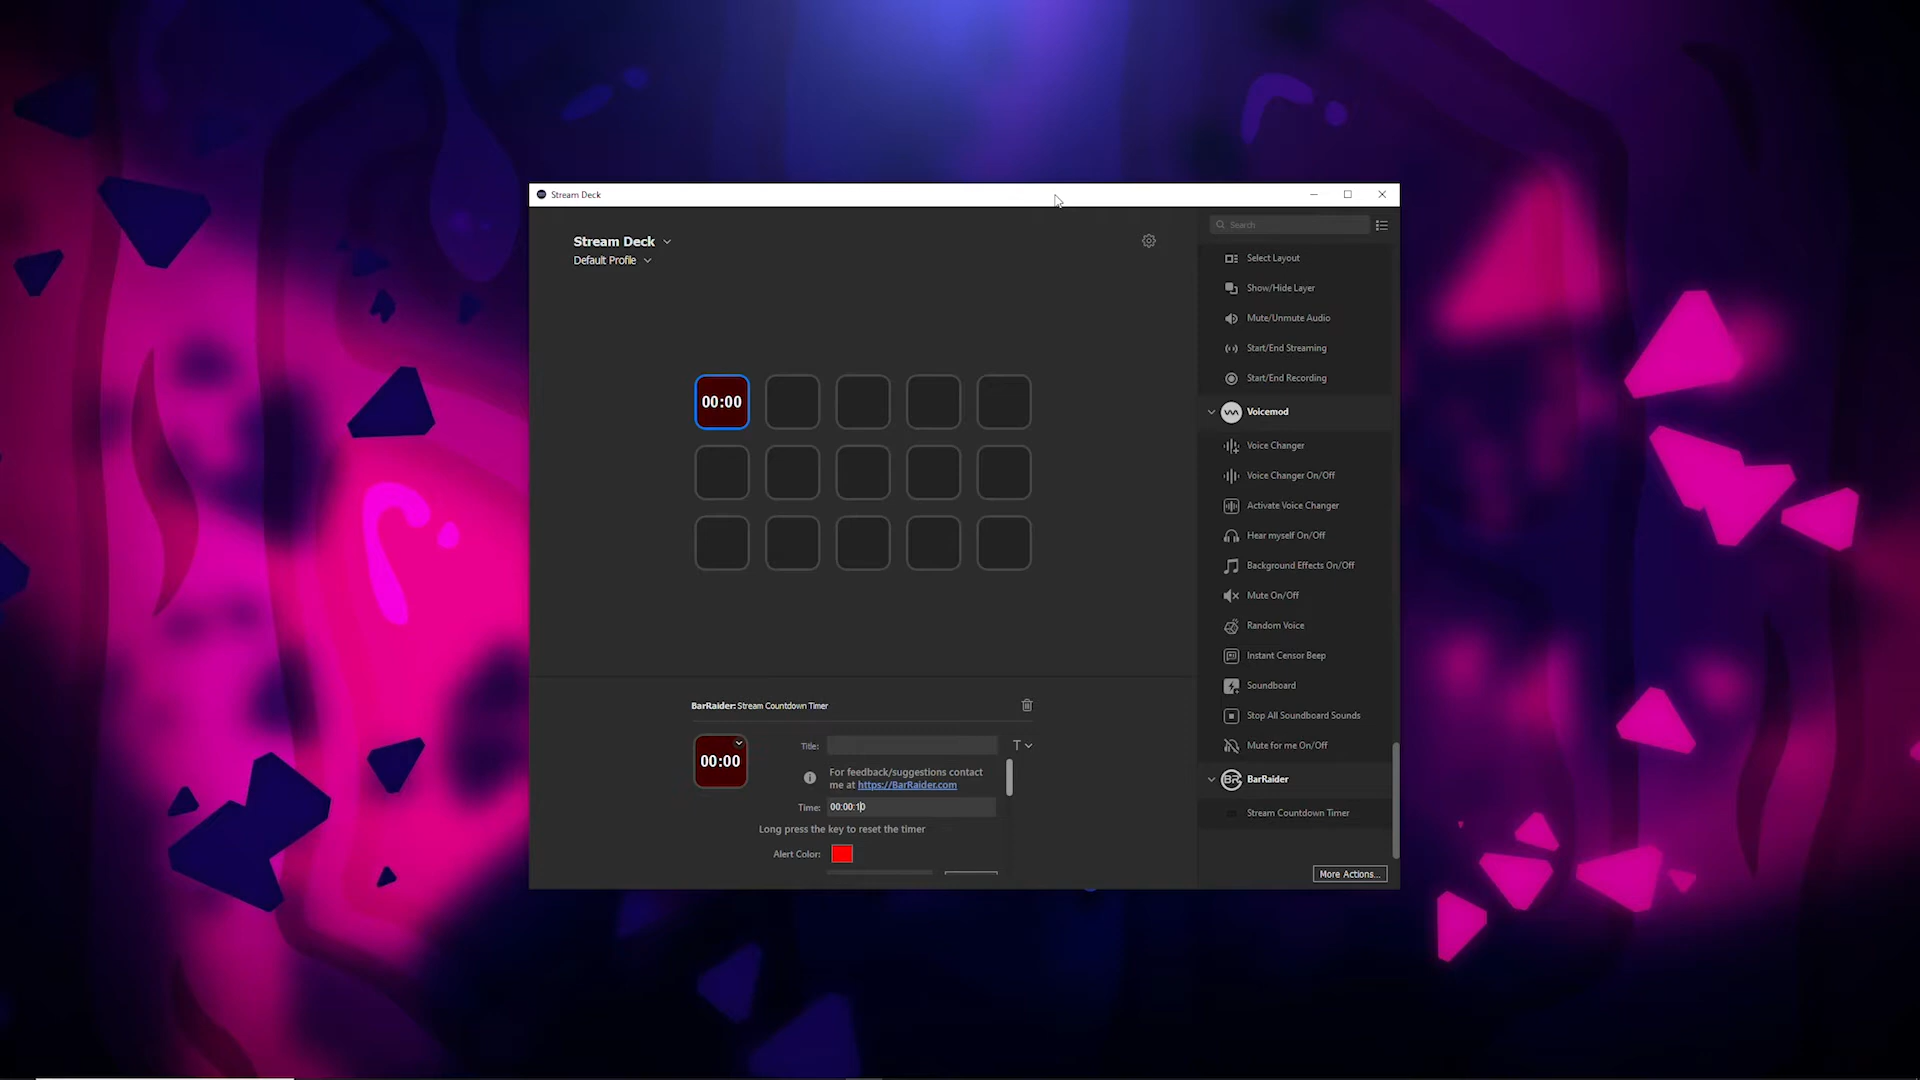 Stream Deck
Stream Deck
Default Profile
00:00
Search
Select Layout
Show/Hide Layer
Mute/Unmute Audio
Start/End Streaming
Start/End Recording
Voicemod
Voice Changer
Voice Changer On/Off
Activate Voice Changer
Hear myself On/Off
Background Effects On/Off
Mute On/Off
Random Voice
Instant Censor Beep
Soundboard
Stop All Soundboard Sounds
Mute for me On/Off
BR BarRaider
Stream Countdown Timer
More Actions...
BarRaider: Stream Countdown Timer
00:00
Title:
T
For feedback/suggestions contact
me at https://BarRaider.com
Time: 00:00:10
Long press the key to reset the timer
Alert Color: